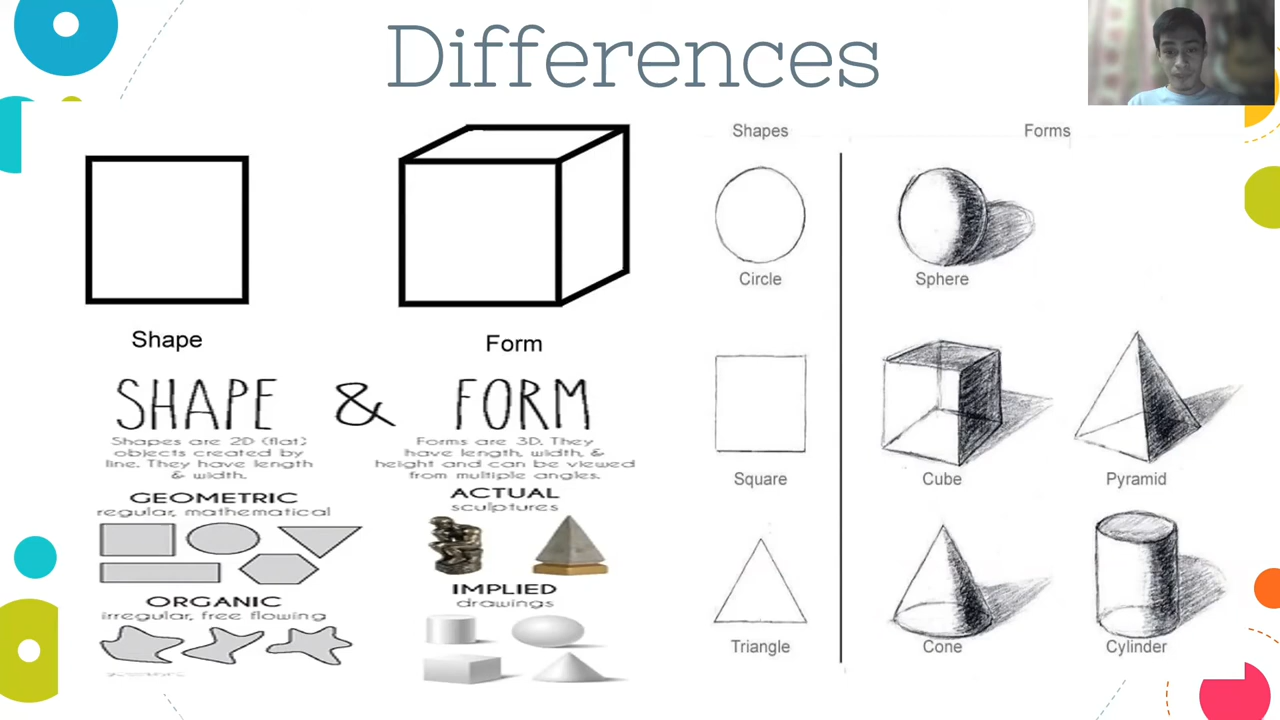 Differences
Shape
Form
SHAPE & FORM
Shapes are 2D (flat)
objects created by
line. They have length
& width.
GEOMETRIC
regular, mathematical
ORGANIC
irregular, free flowing
Forms are 3D. They
have length, width, &
height and can be viewed
from multiple angles.
ACTUAL
sculptures
IMPLIED
drawings
Shapes
Forms
Circle
Sphere
Square
Cube
Pyramid
Triangle
Cone
Cylinder